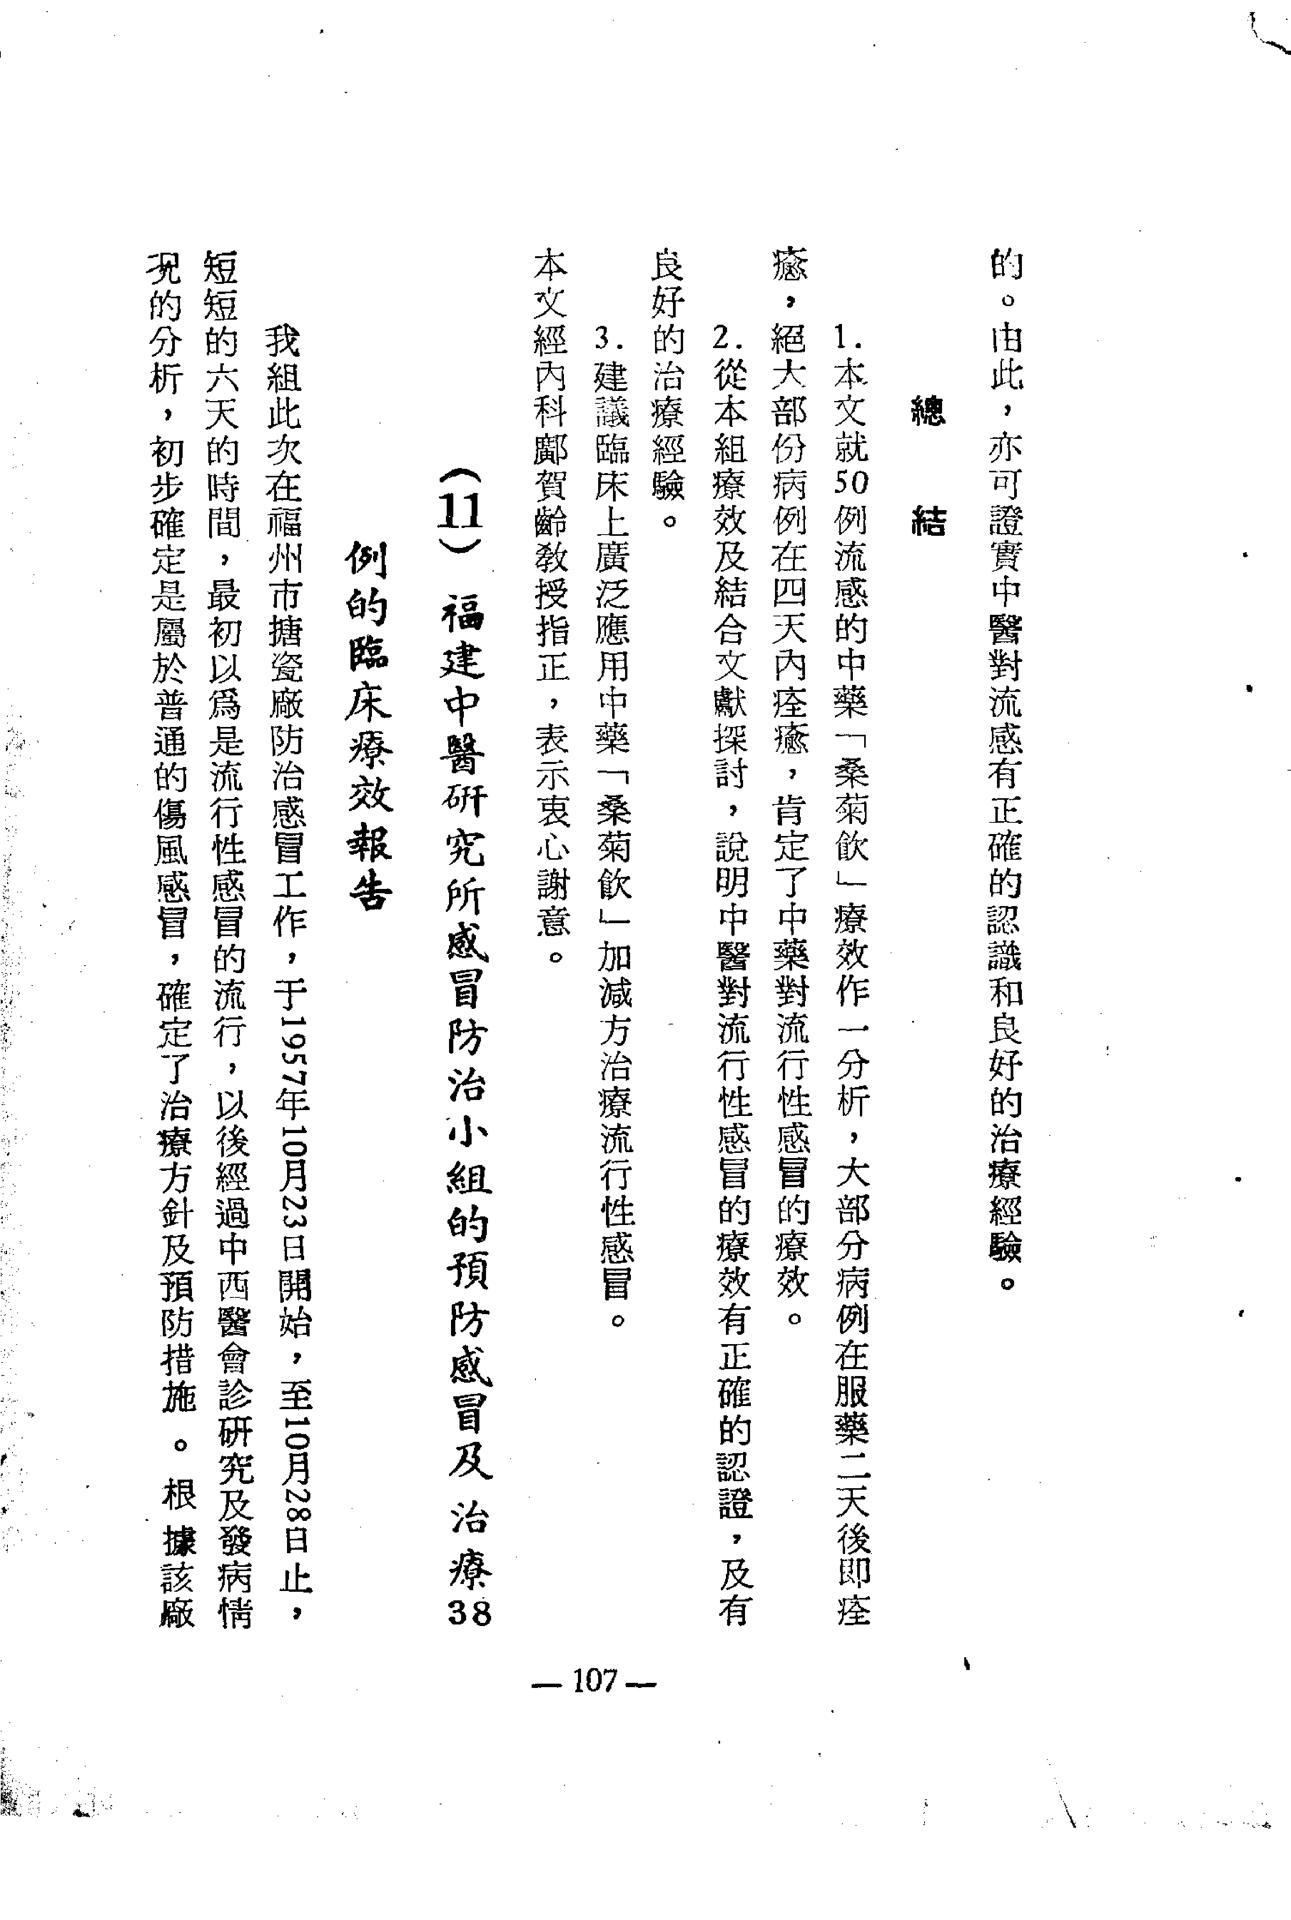 的。由此，亦可證實中醫對流感有正確的認識和良好的治療經驗。
總結
1.本文就50例流感的中藥「桑菊飲」療效作一分析，大部分病例在服藥二天後即痊
癒，絕大部份病例在四天內痊癒，肯定了中藥對流行性感冒的療效。
2.從本組療效及結合文獻探討，說明中醫對流行性感冒的療效有正確的認證，及有
良好的治療經驗。
3.建議臨床上廣泛應用中藥「桑菊飲」加減方治療流行性感冒。
本文經內科鄺賀齡教授指正，表示衷心謝意。
(11) 福建中醫研究所感冒防治小組的預防感冒及治療38
例的臨床療效報告
我組此次在福州市搪瓷廠防治感冒工作，于1957年10月23日開始，至10月28日止，
短短的六天的時間，最初以爲是流行性感冒的流行，以後經過中西醫會診研究及發病情
況的分析，初步確定是屬於普通的傷風感冒，確定了治療方針及預防措施。根據該廠
—107—